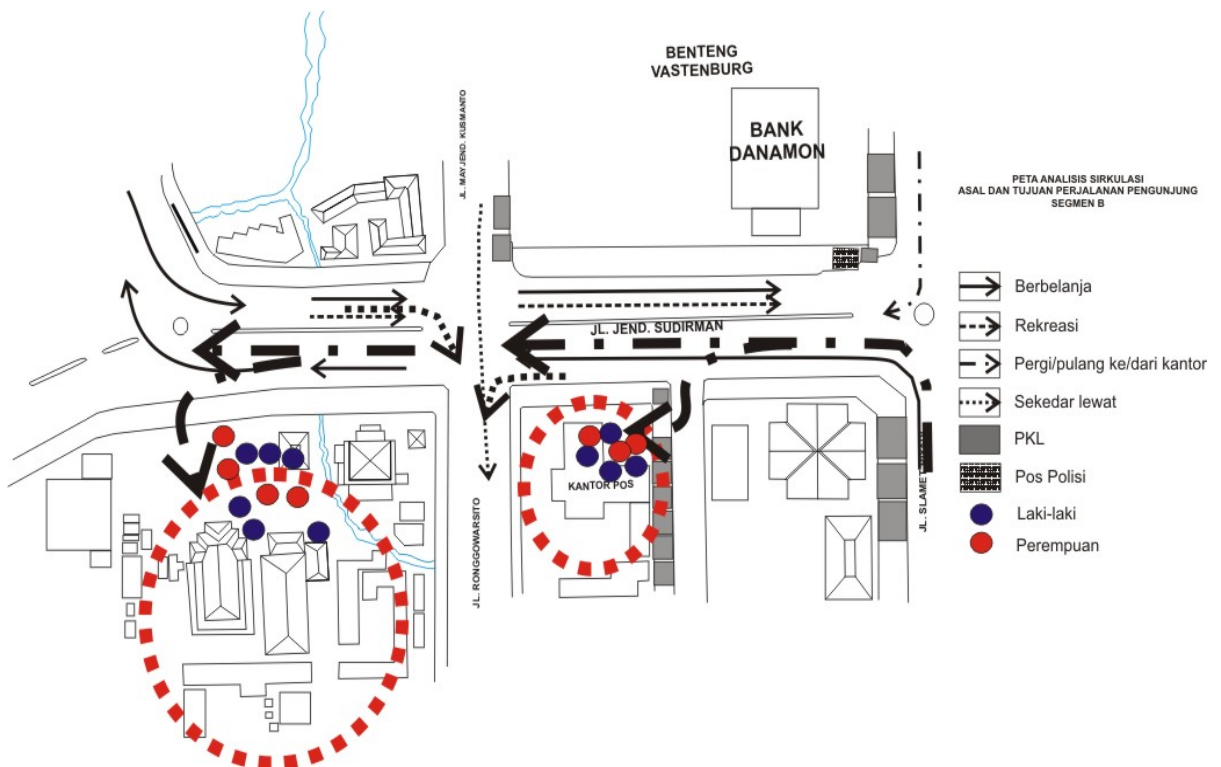 BENTENG
VASTENBURG
BANK
DANAMON
JL. MAYJEND. KUSMANTO
PETA ANALISIS SIRKULASI
ASAL DAN TUJUAN PERJALANAN PENGUNJUNG
SEGMEN B
Berbelanja
Rekreasi
Pergi/pulang ke/dari kantor
Sekedar lewat
PKL
Pos Polisi
Laki-laki
Perempuan
JL. JEND. SUDIRMAN
KANTOR POS
JL. RONGGOWARSITO
JL. SLAMET